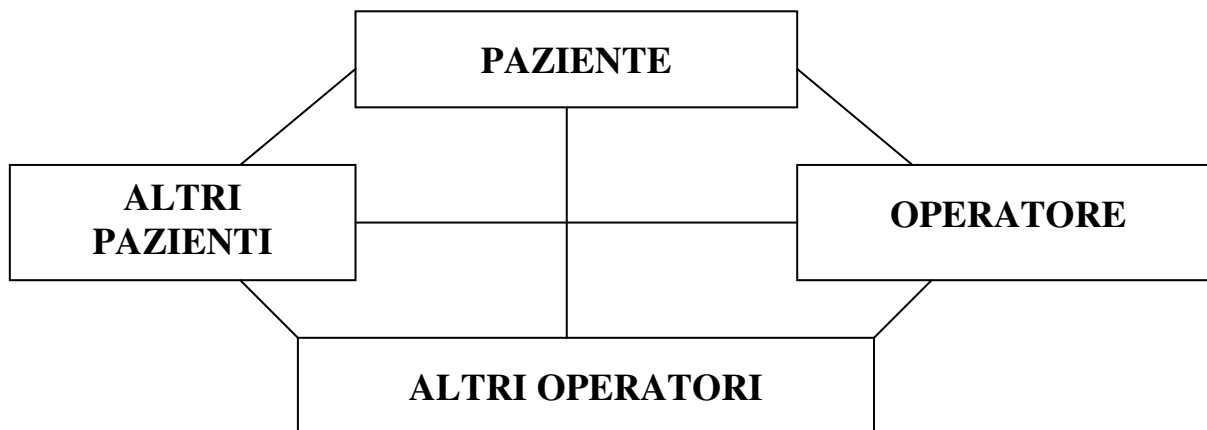 PAZIENTE
ALTRI
PAZIENTI
OPERATORE
ALTRI OPERATORI